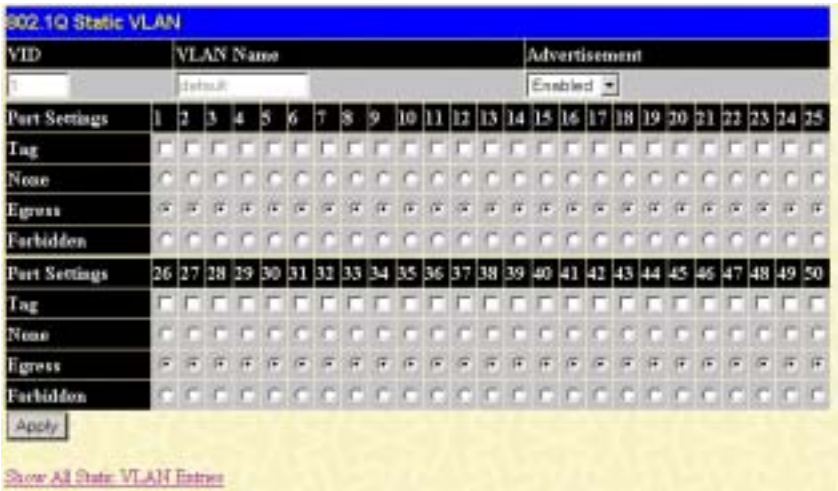 802.1Q Static VLAN
VID VLAN Name Advertisement
1 default Enabled
Port Settings 1 2 3 4 5 6 7 8 9 10 11 12 13 14 15 16 17 18 19 20 21 22 23 24 25
Tag
None
Egress
Forbidden
Port Settings 26 27 28 29 30 31 32 33 34 35 36 37 38 39 40 41 42 43 44 45 46 47 48 49 50
Tag
None
Egress
Forbidden
Apply
Show All Static VLAN Entries